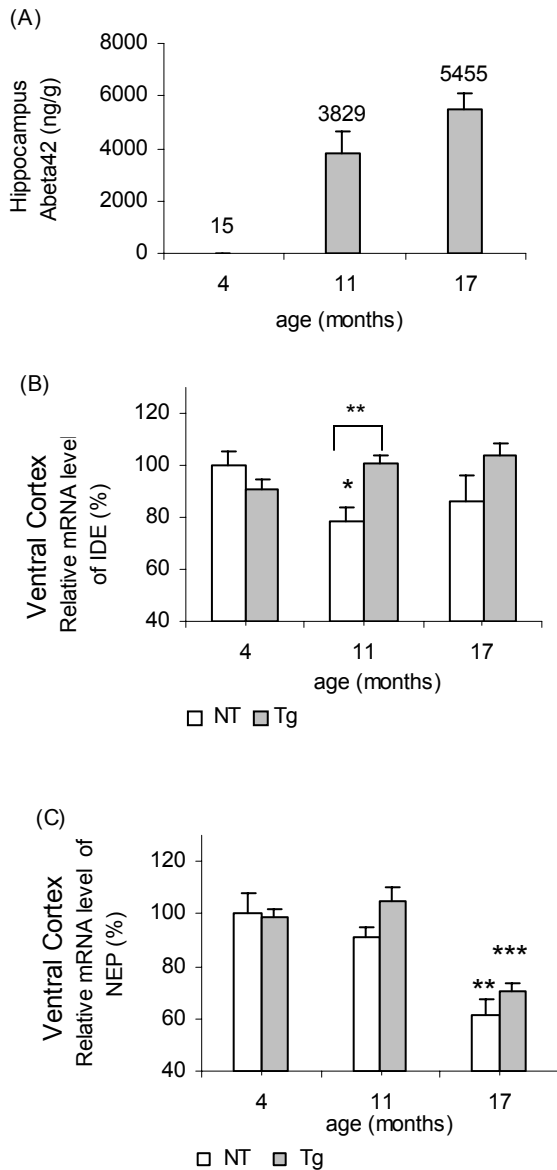 (A)
Hippocampus
Abeta42 (ng/g)
8000
6000
4000
2000
0
15
3829
5455
4 11 17
age (months)
(B)
Ventral Cortex
Relative mRNA level
of IDE (%)
120
100
80
60
40
**
*
4 11 17
age (months)
NT Tg
(C)
Ventral Cortex
Relative mRNA level of
NEP (%)
120
100
80
60
40
**
***
4 11 17
age (months)
NT Tg